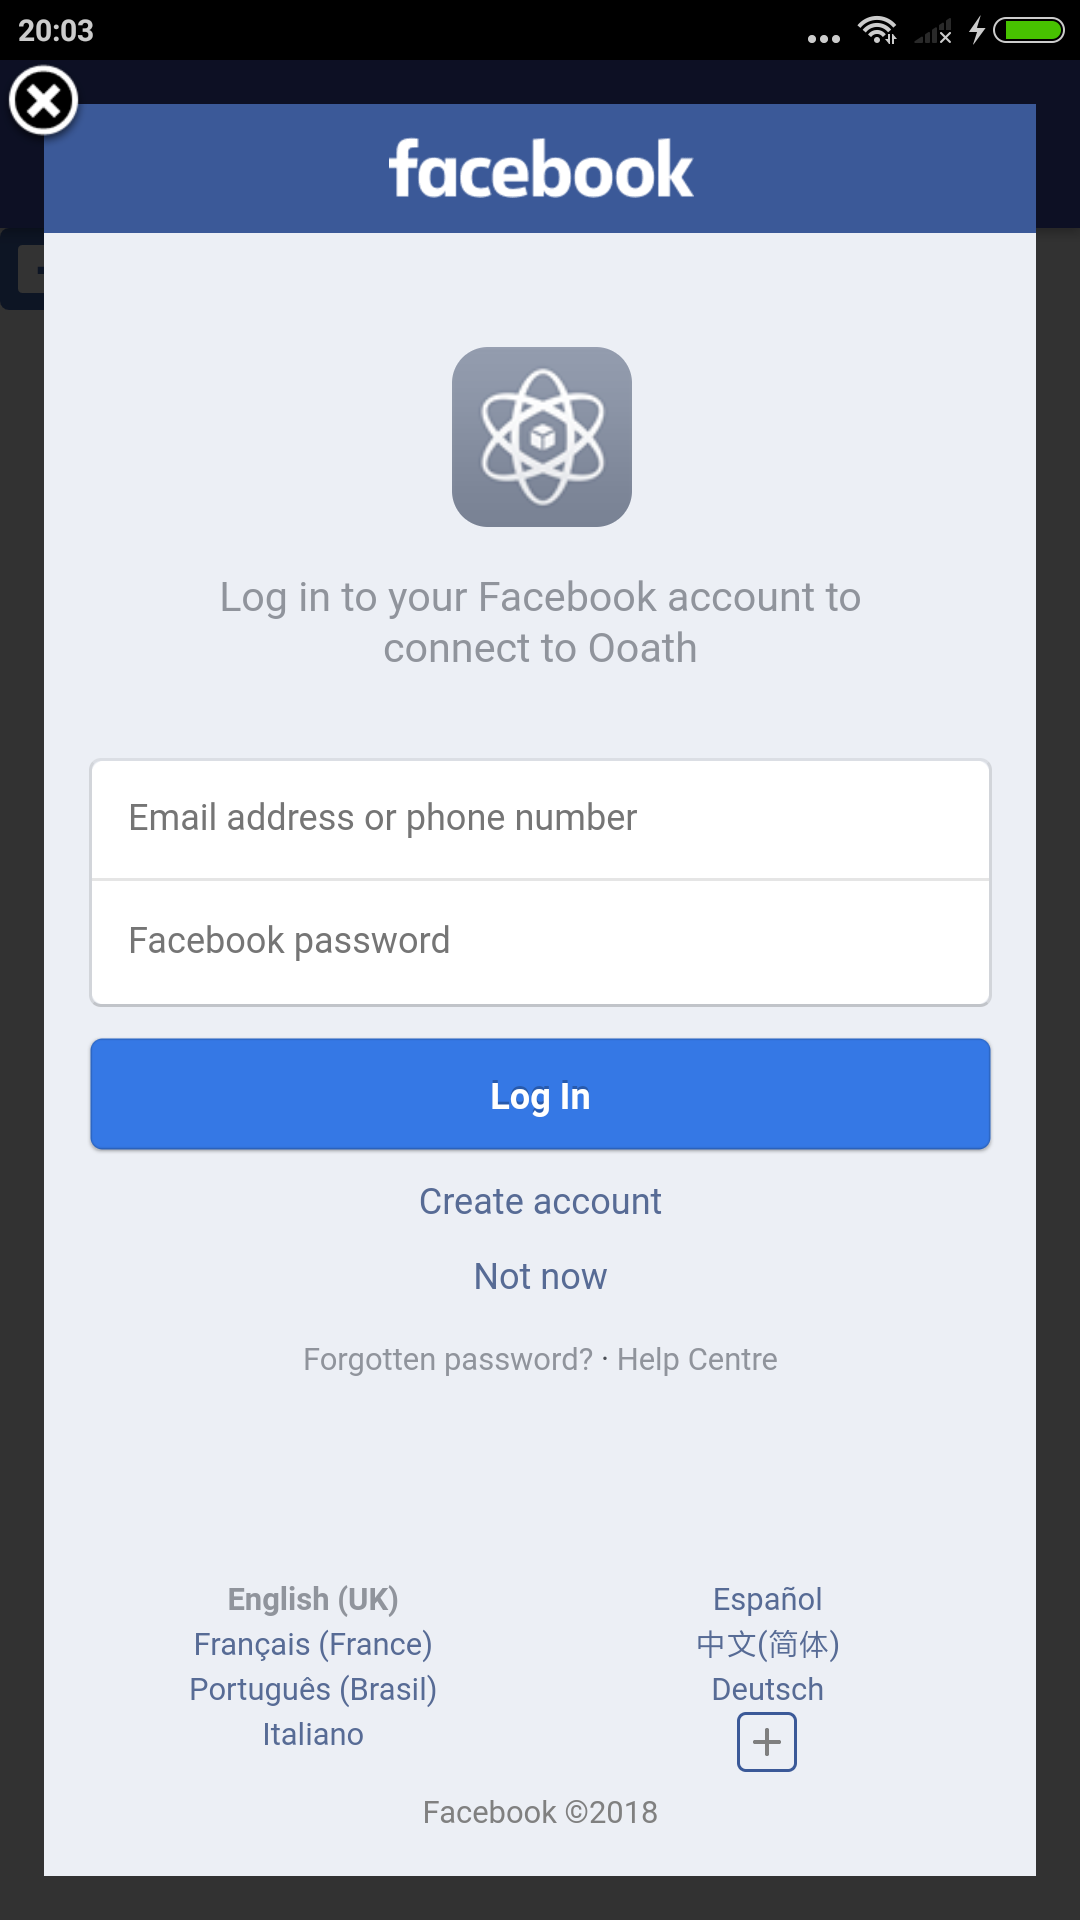 20:03
facebook
Log in to your Facebook account to
connect to Ooath
Email address or phone number
Facebook password
Log In
Create account
Not now
Forgotten password? · Help Centre
English (UK)
Français (France)
Português (Brasil)
Italiano
Español
中文(简体)
Deutsch
Facebook ©2018